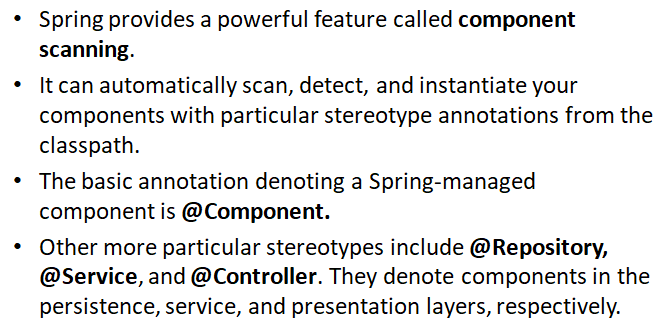 • Spring provides a powerful feature called component
scanning.
• It can automatically scan, detect, and instantiate your
components with particular stereotype annotations from the
classpath.
• The basic annotation denoting a Spring-managed
component is @Component.
• Other more particular stereotypes include @Repository,
@Service, and @Controller. They denote components in the
persistence, service, and presentation layers, respectively.